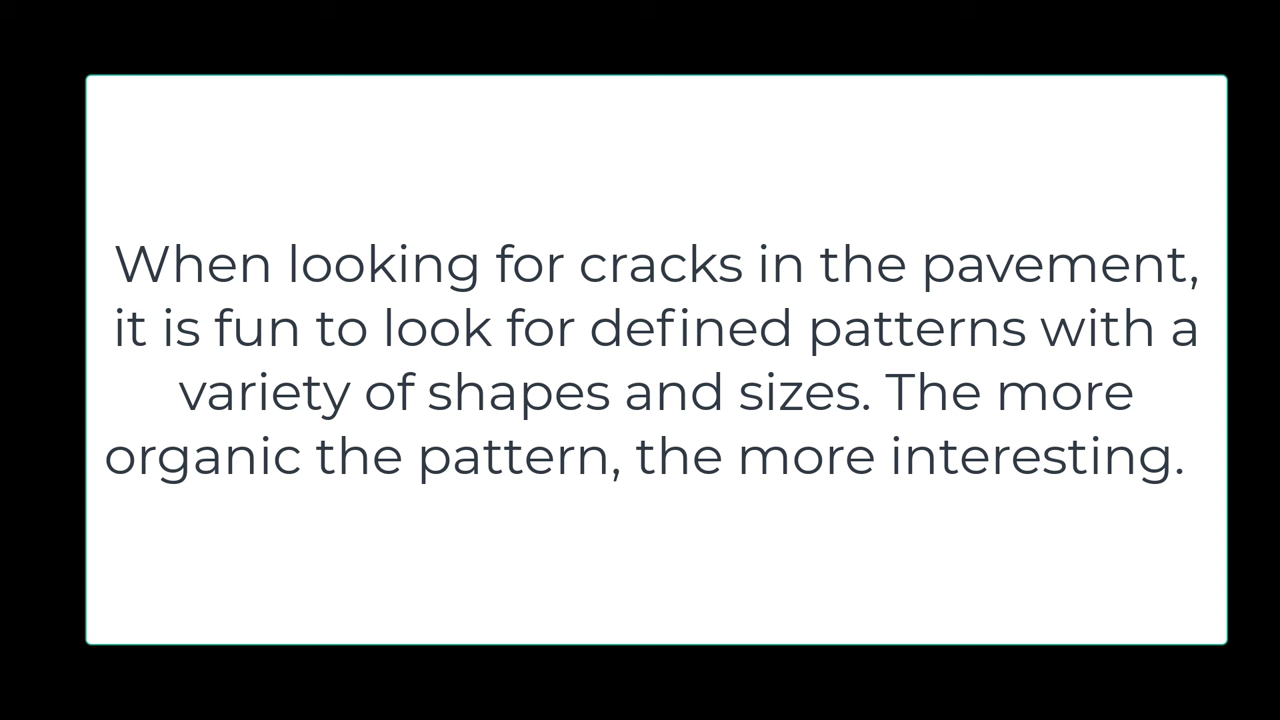 When looking for cracks in the pavement,
it is fun to look for defined patterns with a
variety of shapes and sizes. The more
organic the pattern, the more interesting.